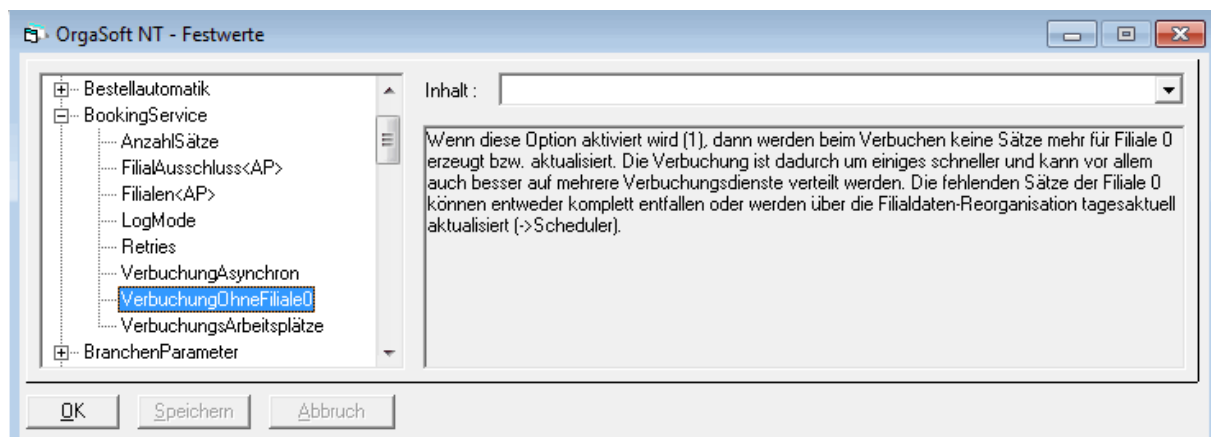 OrgaSoft NT - Festwerte
Bestellautomatik
BookingService
AnzahlSätze
FilialAusschluss<AP>
Filialen<AP>
LogMode
Retries
VerbuchungAsynchron
VerbuchungOhneFiliale0
VerbuchungsArbeitsplätze
BranchenParameter
Inhalt :
Wenn diese Option aktiviert wird (1), dann werden beim Verbuchen keine Sätze mehr für Filiale 0
erzeugt bzw. aktualisiert. Die Verbuchung ist dadurch um einiges schneller und kann vor allem
auch besser auf mehrere Verbuchungsdienste verteilt werden. Die fehlenden Sätze der Filiale 0
können entweder komplett entfallen oder werden über die Filialdaten-Reorganisation tagesaktuell
aktualisiert (->Scheduler).
OK
Speichern
Abbruch